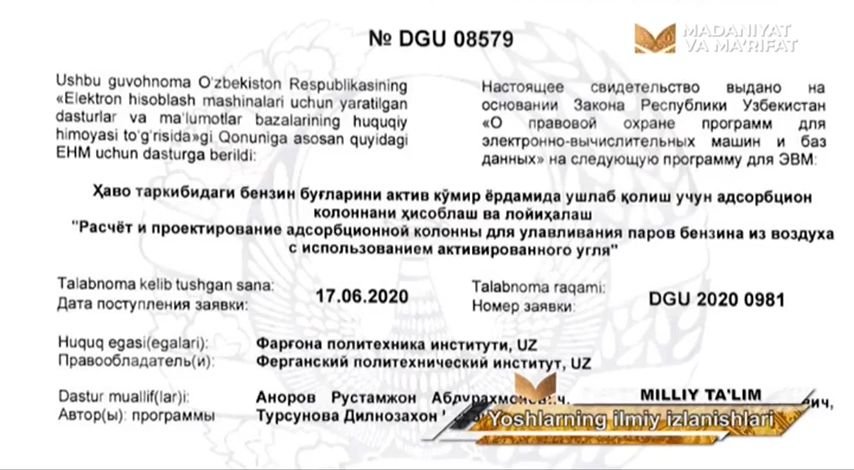 № DGU 08579
MADANIYAT
VA MA'RIFAT
Ushbu guvohnoma O'zbekiston Respublikasining
«Elektron hisoblash mashinalari uchun yaratilgan
dasturlar va ma'lumotlar bazalarining huquqiy
himoyasi to'g'risida»gi Qonuniga asosan quyidagi
EHM uchun dasturga berildi:
Настоящее свидетельство выдано на
основании Закона Республики Узбекистан
«О правовой охране программ для
электронно-вычислительных машин и баз
данных» на следующую программу для ЭВМ:
Ҳаво таркибидаги бензин буғларини актив кўмир ёрдамида ушлаб қолиш учун адсорбцион
колоннани ҳисоблаш ва лойиҳалаш
"Расчёт и проектирование адсорбционной колонны для улавливания паров бензина из воздуха
с использованием активированного угля"
Talabnoma kelib tushgan sana:
Дата поступления заявки:
17.06.2020
Talabnoma raqami:
Номер заявки:
DGU 2020 0981
Huquq egasi(egalari):
Фарғона политехника институти, UZ
Правообладатель(и):
Ферганский политехнический институт, UZ
Dastur muallif(lar)i:
Аноров Рустамжон
Автор(ы) программы
Турсунова Дилнозахон
MILLIY TA'LIM
Yoshlarning ilmiy izlanishlari